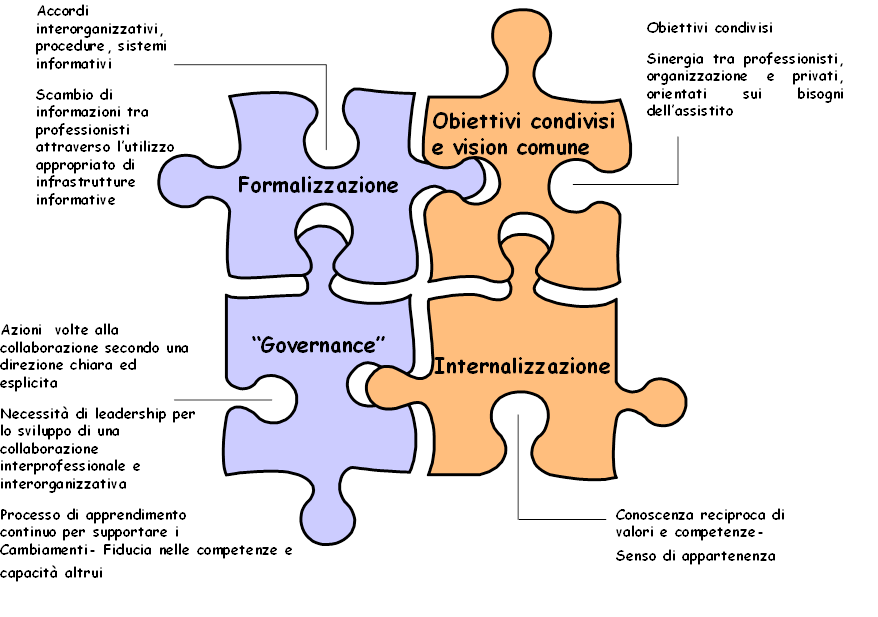 Accordi
interorganizzativi,
procedure, sistemi
informativi
Scambio di
informazioni tra
professionisti
attraverso l'utilizzo
appropriato di
infrastrutture
informative
Formalizzazione
Obiettivi condivisi
e vision comune
Obiettivi condivisi
Sinergia tra professionisti,
organizzazione e privati,
orientati sui bisogni
dell'assistito
Azioni volte alla
collaborazione secondo una
direzione chiara ed
esplicita
Necessità di leadership per
lo sviluppo di una
collaborazione
interprofessionale e
interorganizzativa
Processo di apprendimento
continuo per supportare i
Cambiamenti- Fiducia nelle competenze e
capacità altrui
"Governance"
Internalizzazione
Conoscenza reciproca di
valori e competenze-
Senso di appartenenza